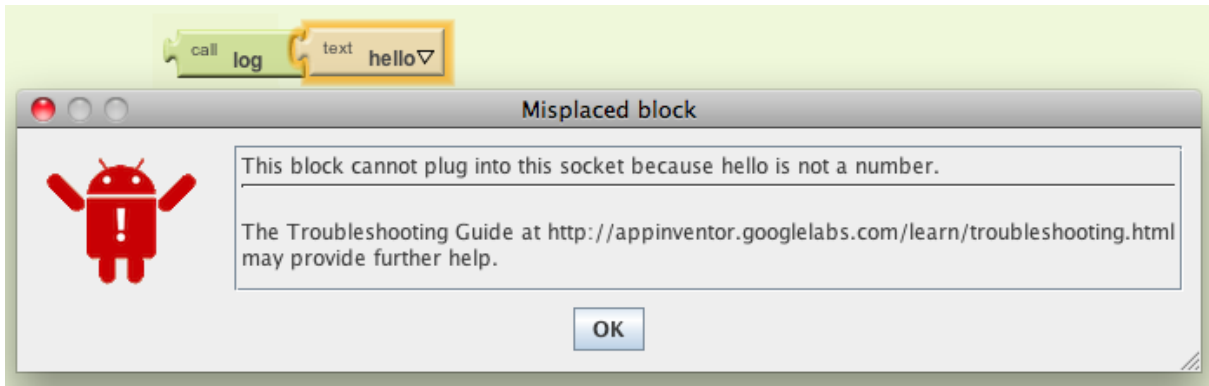 call log text hello
Misplaced block
This block cannot plug into this socket because hello is not a number.
The Troubleshooting Guide at http://appinventor.googlelabs.com/learn/troubleshooting.html
may provide further help.
!
OK